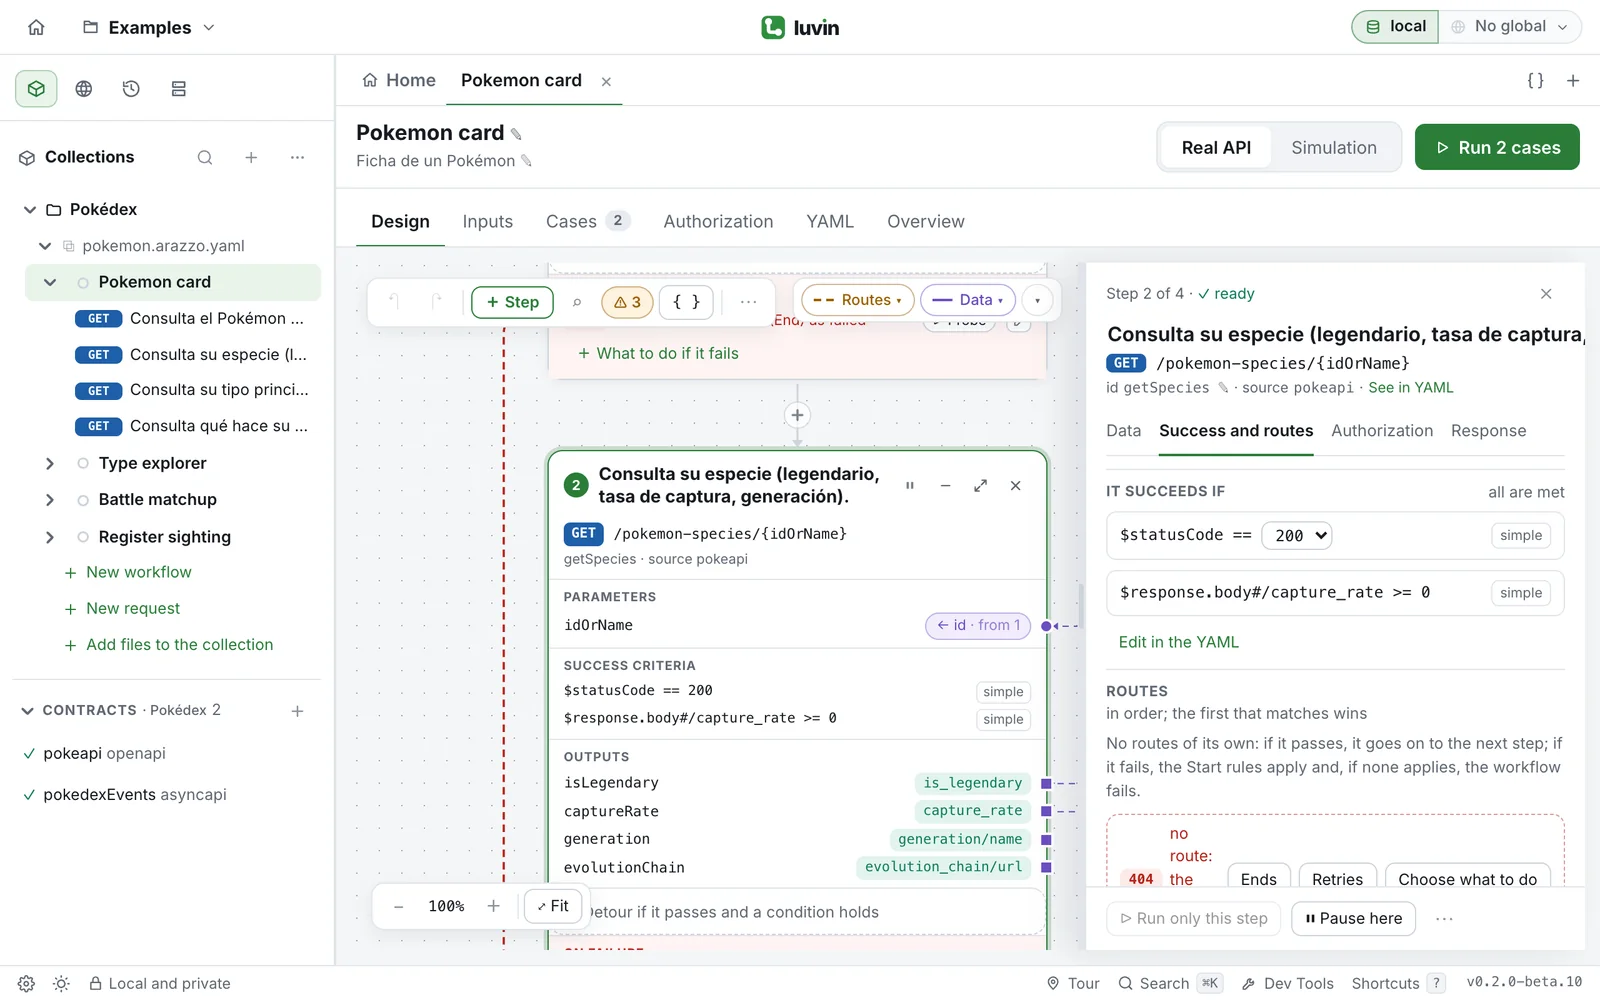 Examples
luvin
local
No global
Home
Pokemon card
Collections
Pokédex
pokemon.arazzo.yaml
Pokemon card
GET Consulta el Pokémon ...
GET Consulta su especie (l...
GET Consulta su tipo princi...
GET Consulta qué hace su ...
Type explorer
Battle matchup
Register sighting
+ New workflow
+ New request
+ Add files to the collection
CONTRACTS · Pokédex 2
pokeapi openapi
pokedexEvents asyncapi
Pokemon card
Ficha de un Pokémon
Real API
Simulation
Run 2 cases
Design
Inputs
Cases 2
Authorization
YAML
Overview
+ Step
3
{ }
...
Routes
Data
(End) as failed
+ What to do if it fails
2
Consulta su especie (legendario,
tasa de captura, generación).
GET /pokemon-species/{idOrName}
getSpecies · source pokeapi
PARAMETERS
idOrName
← id · from 1
SUCCESS CRITERIA
$statusCode == 200 simple
$response.body#/capture_rate >= 0 simple
OUTPUTS
isLegendary is_legendary
captureRate capture_rate
generation generation/name
evolutionChain evolution_chain/url
Detour if it passes and a condition holds
ON FAILURE
− 100% +
Fit
Step 2 of 4 · ✓ ready
Consulta su especie (legendario, tasa de captura,
GET /pokemon-species/{idOrName}
id getSpecies · source pokeapi · See in YAML
Data
Success and routes
Authorization
Response
IT SUCCEEDS IF
all are met
$statusCode == 200 simple
$response.body#/capture_rate >= 0 simple
Edit in the YAML
ROUTES
in order; the first that matches wins
No routes of its own: if it passes, it goes on to the next step; if
it fails, the Start rules apply and, if none applies, the workflow
fails.
404
no
route:
the
Ends
Retries
Choose what to do
Run only this step
Pause here
...
Local and private
Tour
Search ⌘K
Dev Tools
Shortcuts ?
v0.2.0-beta.10